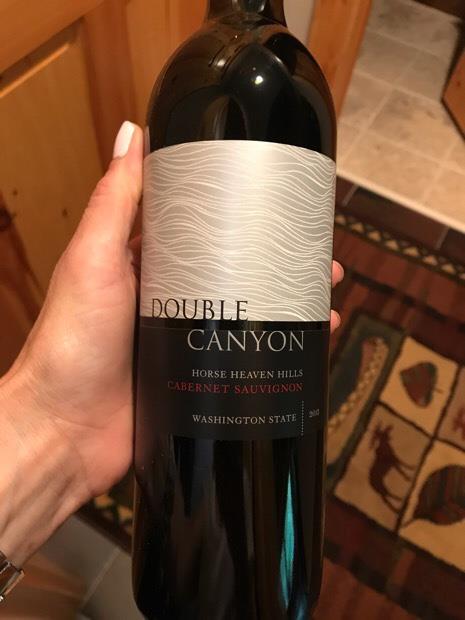 DOUBLE
CANYON
HORSE HEAVEN HILLS
CABERNET SAUVIGNON
WASHINGTON STATE